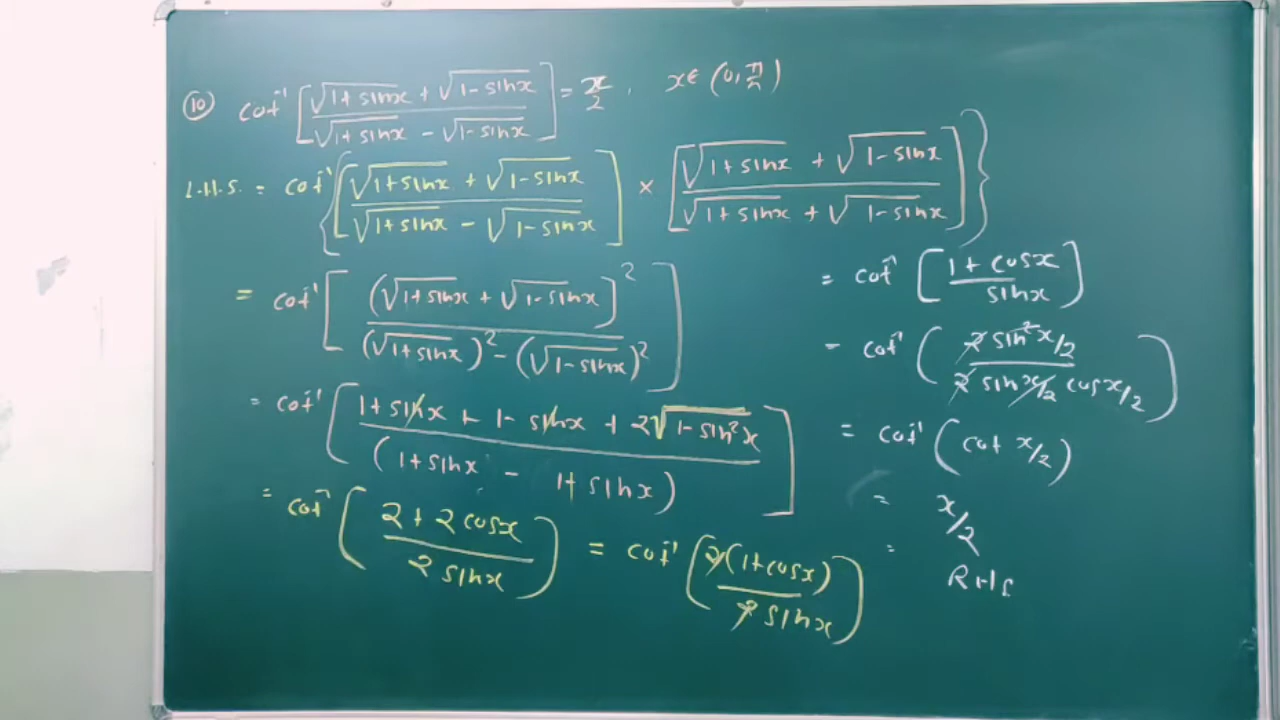 (10) cot⁻¹ [ (√(1+sinx) + √(1-sinx)) / (√(1+sinx) - √(1-sinx)) ] = x/2 , x∈ (0, π/n)
L.H.S. = cot⁻¹ { [ (√(1+sinx) + √(1-sinx)) / (√(1+sinx) - √(1-sinx)) ] × [ (√(1+sinx) + √(1-sinx)) / (√(1+sinx) + √(1-sinx)) ] }
= cot⁻¹ [ (√(1+sinx) + √(1-sinx))² / ((√(1+sinx))² - (√(1-sinx))²) ]
= cot⁻¹ [ (1+sinx + 1-sinx + 2√(1-sin²x)) / (1+sinx - 1+sinx) ]
= cot⁻¹ ( (2+2cosx) / (2sinx) ) = cot⁻¹ ( 2(1+cosx) / 2sinx )
= cot⁻¹ [ (1+cosx) / sinx ]
= cot⁻¹ ( 2sin²x/2 / 2sinx/2 cosx/2 )
= cot⁻¹ (cot x/2)
= x/2
= RHS